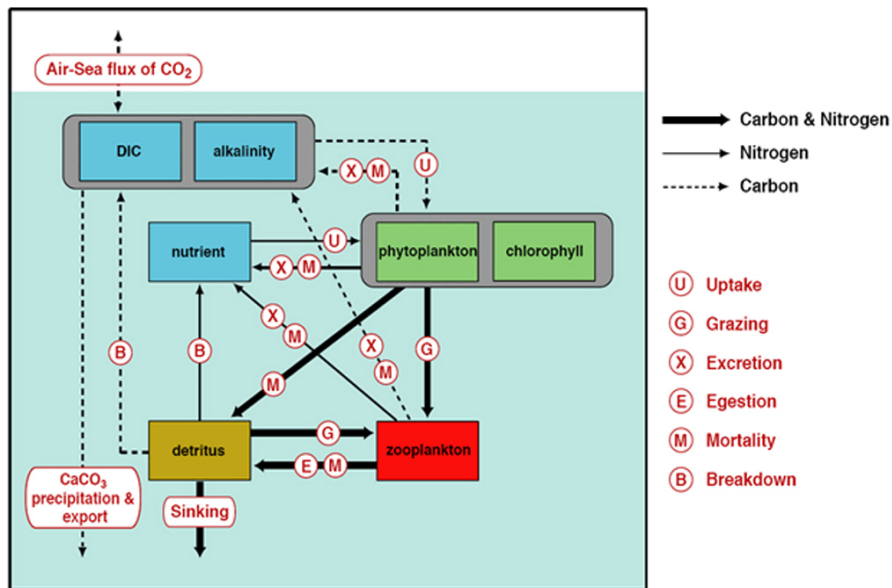 Air-Sea flux of CO₂
DIC
alkalinity
U
X
M
nutrient
U
phytoplankton
chlorophyll
X
M
X
M
X
M
G
B
B
M
detritus
G
zooplankton
E
M
CaCO₃
precipitation &
export
Sinking
Carbon & Nitrogen
Nitrogen
Carbon
U Uptake
G Grazing
X Excretion
E Egestion
M Mortality
B Breakdown